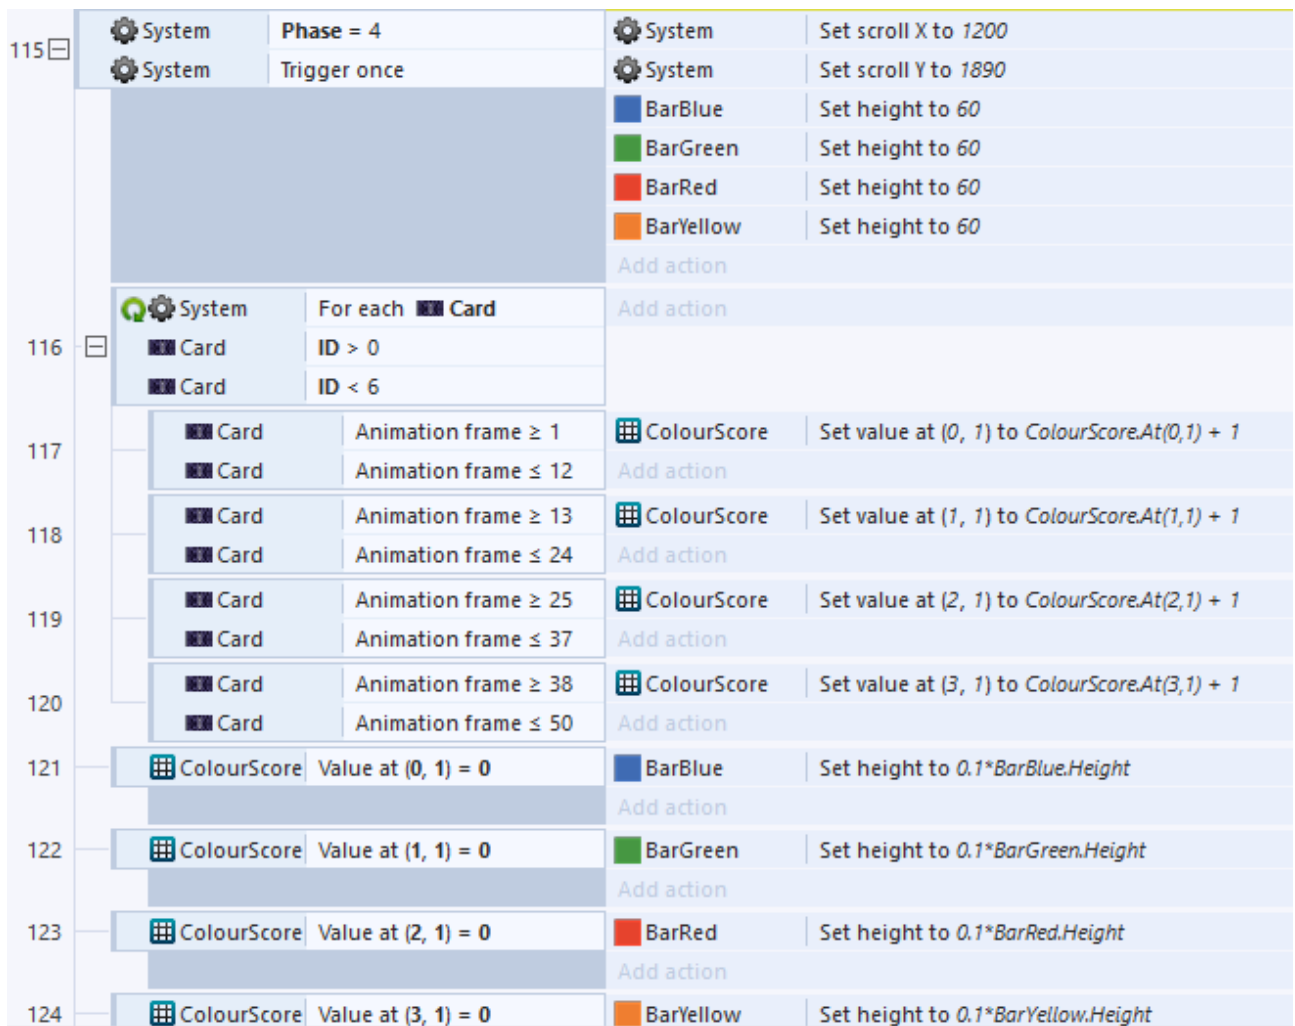 115 System Phase = 4 System Set scroll X to 1200
System Trigger once System Set scroll Y to 1890
BarBlue Set height to 60
BarGreen Set height to 60
BarRed Set height to 60
BarYellow Set height to 60
Add action
System For each Card Add action
116 Card ID > 0
Card ID < 6
117 Card Animation frame ≥ 1 ColourScore Set value at (0, 1) to ColourScore.At(0,1) + 1
Card Animation frame ≤ 12 Add action
118 Card Animation frame ≥ 13 ColourScore Set value at (1, 1) to ColourScore.At(1,1) + 1
Card Animation frame ≤ 24 Add action
119 Card Animation frame ≥ 25 ColourScore Set value at (2, 1) to ColourScore.At(2,1) + 1
Card Animation frame ≤ 37 Add action
120 Card Animation frame ≥ 38 ColourScore Set value at (3, 1) to ColourScore.At(3,1) + 1
Card Animation frame ≤ 50 Add action
121 ColourScore Value at (0, 1) = 0 BarBlue Set height to 0.1*BarBlue.Height
Add action
122 ColourScore Value at (1, 1) = 0 BarGreen Set height to 0.1*BarGreen.Height
Add action
123 ColourScore Value at (2, 1) = 0 BarRed Set height to 0.1*BarRed.Height
Add action
124 ColourScore Value at (3, 1) = 0 BarYellow Set height to 0.1*BarYellow.Height